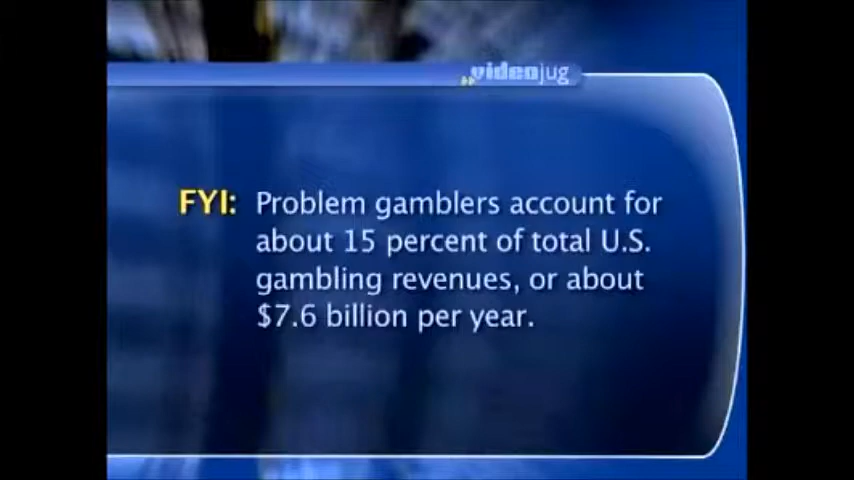 videojug
FYI: Problem gamblers account for
about 15 percent of total U.S.
gambling revenues, or about
$7.6 billion per year.